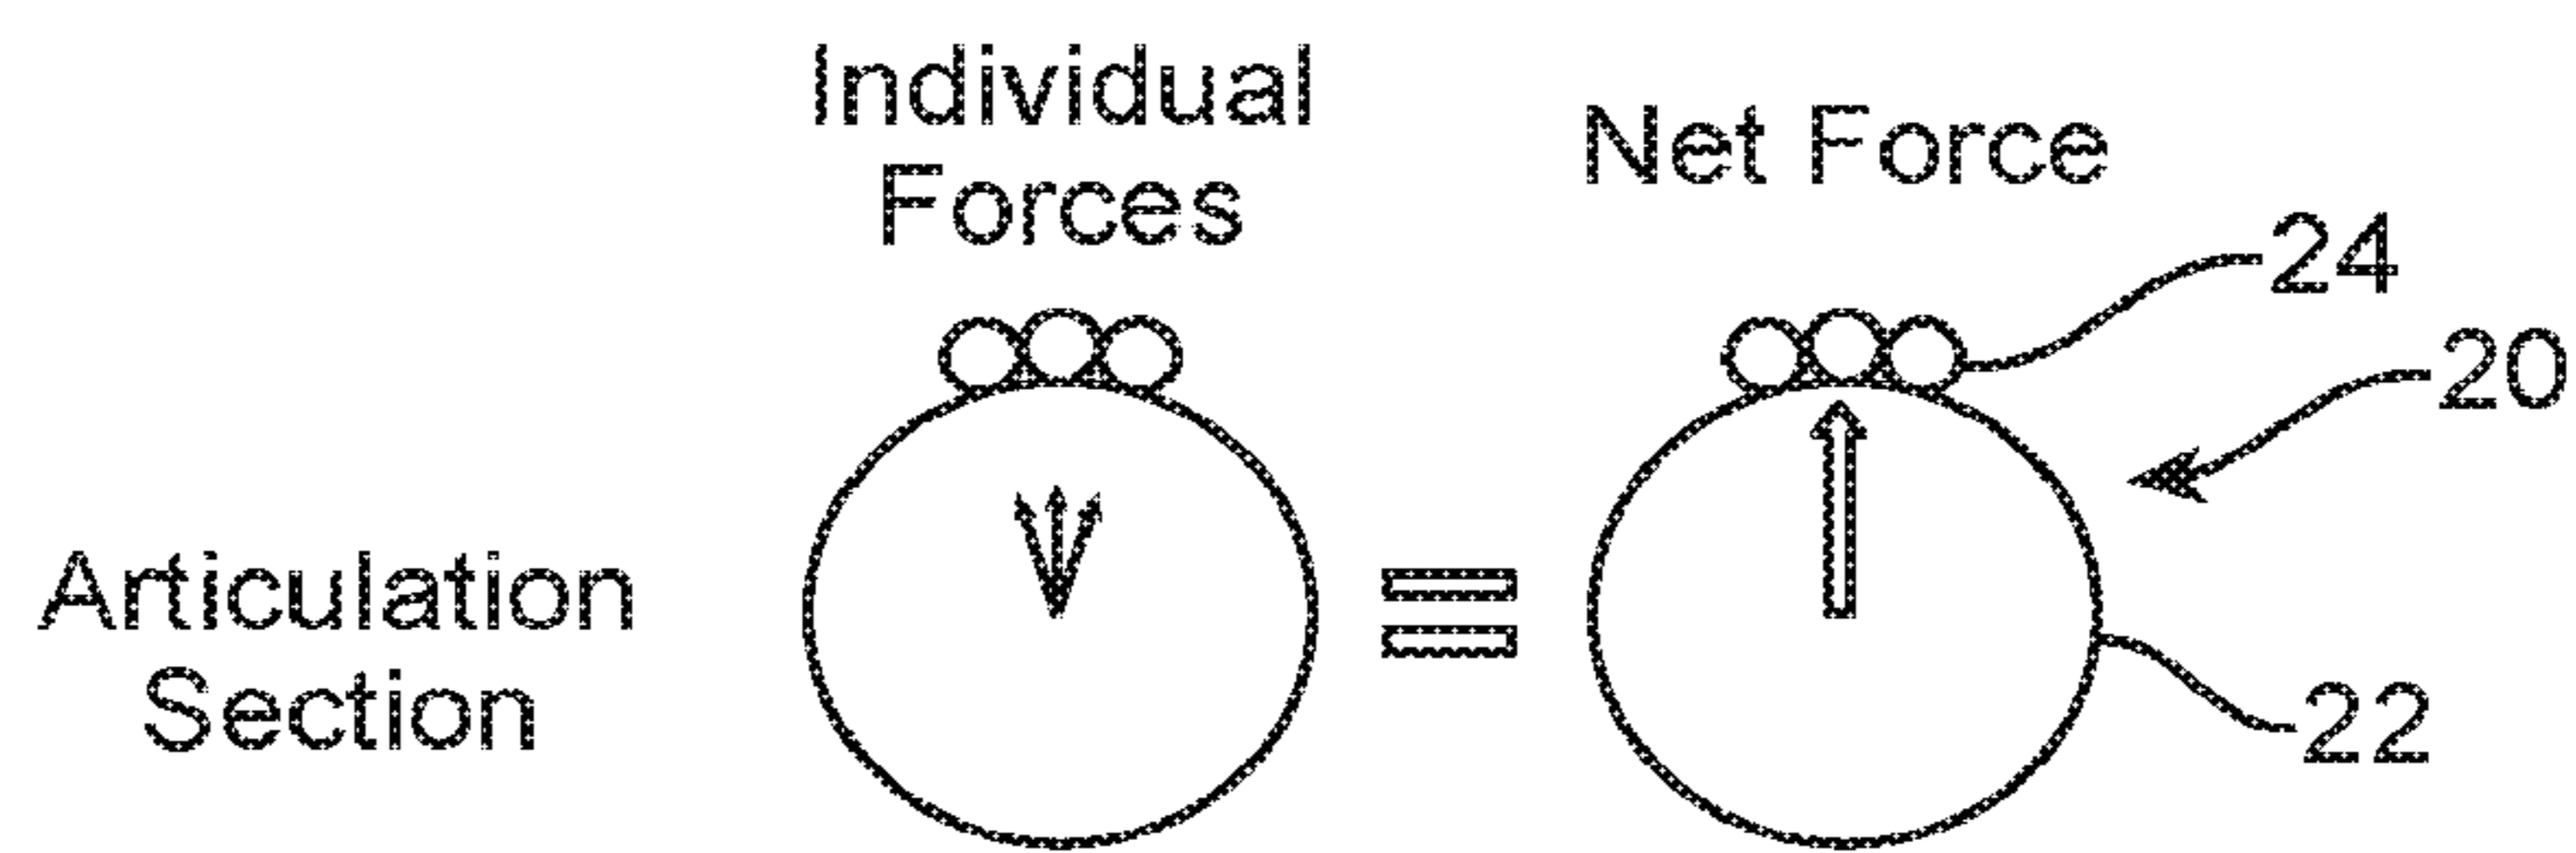 Individual
Forces
Net Force
24
20
Articulation
Section
22